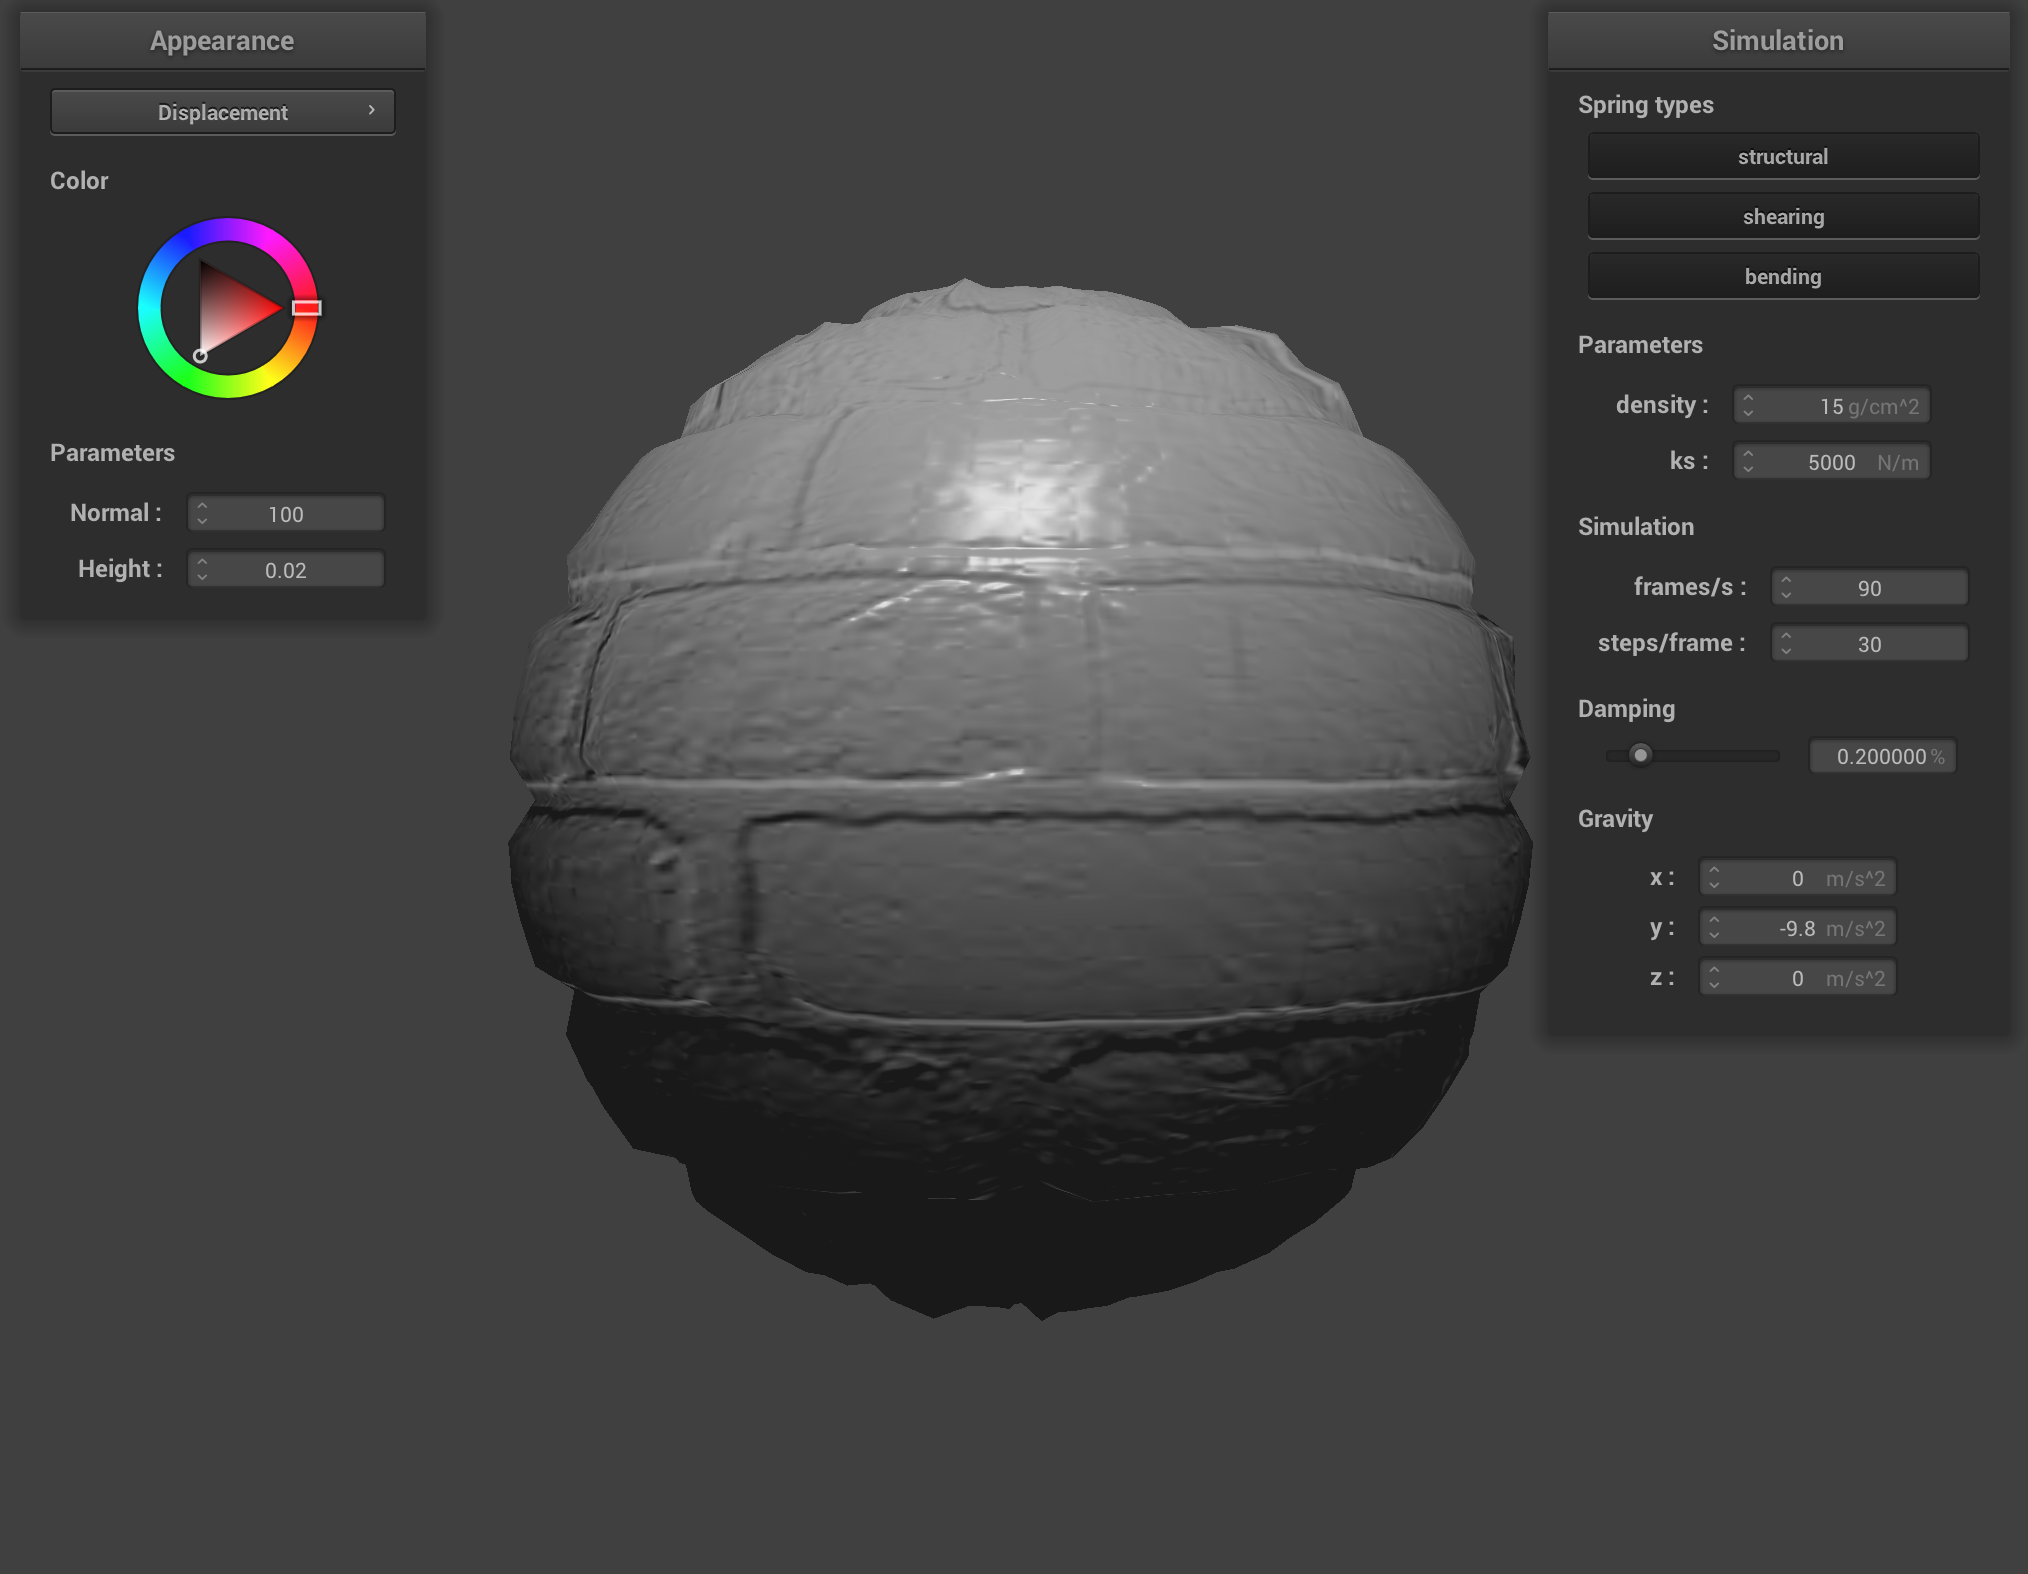 Appearance
Displacement
Color
Parameters
Normal : 100
Height : 0.02
Simulation
Spring types
structural
shearing
bending
Parameters
density : 15 g/cm^2
ks : 5000 N/m
Simulation
frames/s : 90
steps/frame : 30
Damping
0.200000 %
Gravity
x : 0 m/s^2
y : -9.8 m/s^2
z : 0 m/s^2